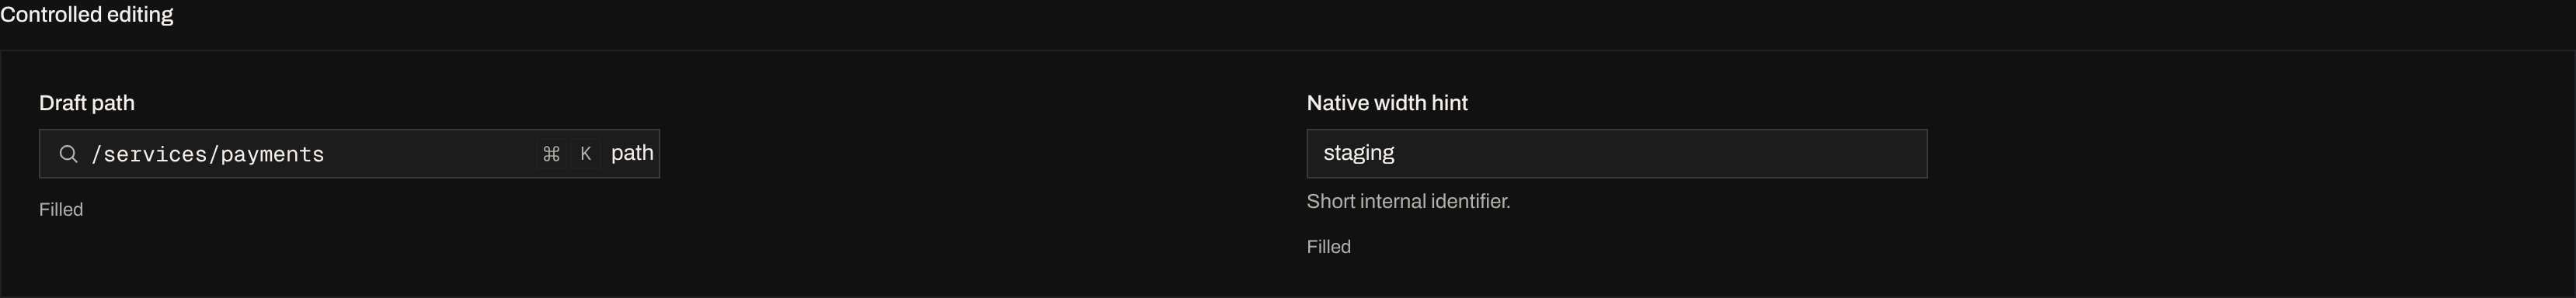 Controlled editing
Draft path
/services/payments ⌘ K path
Filled
Native width hint
staging
Short internal identifier.
Filled